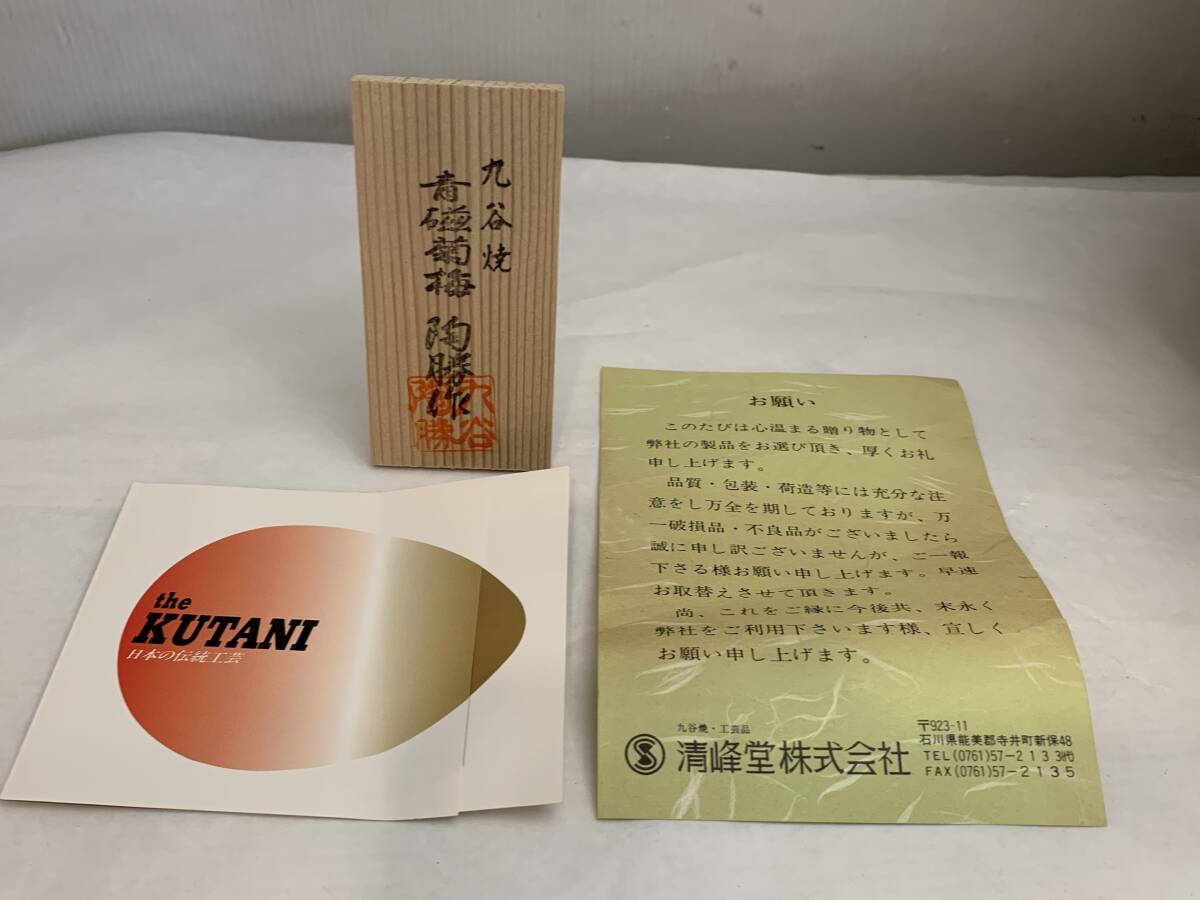 九谷焼
青磁菊梅 陶勝作
九谷
陶勝
the
KUTANI
日本の伝統工芸
お願い
このたびは心温まる贈り物として
弊社の製品をお選び頂き、厚くお礼
申し上げます。
品質・包装・荷造等には充分な注
意をし万全を期しておりますが、万
一破損品・不良品がございましたら
誠に申し訳ございませんが、ご一報
下さる様お願い申し上げます。早速
お取替えさせて頂きます。
尚、これをご縁に今後共、末永く
弊社をご利用下さいます様、宜しく
お願い申し上げます。
九谷焼・工芸品
清峰堂株式会社
〒923-11
石川県能美郡寺井町新保48
TEL(0761)57-2133㈹
FAX(0761)57-2135